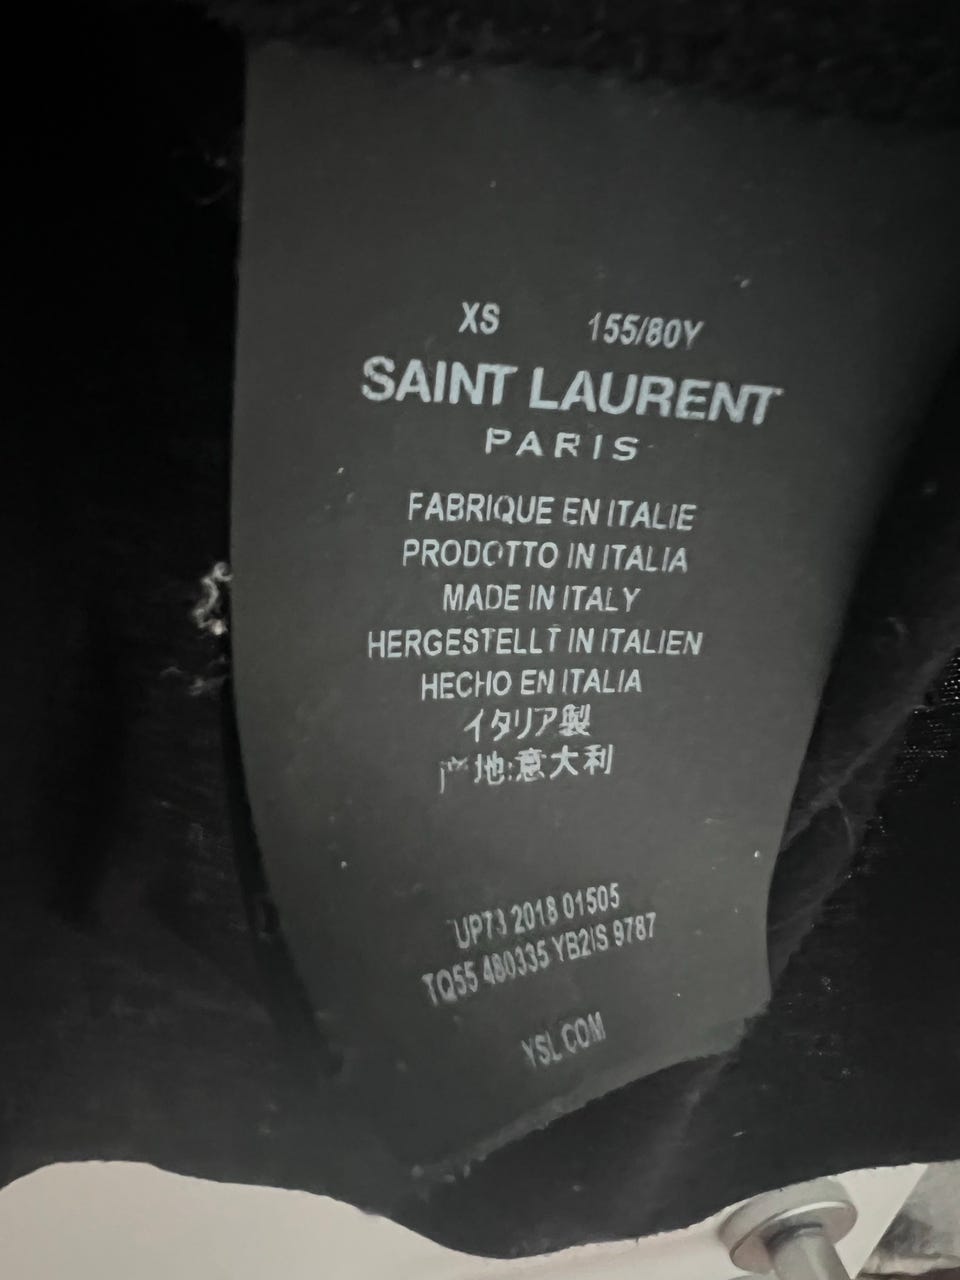 XS 155/80Y
SAINT LAURENT
PARIS
FABRIQUE EN ITALIE
PRODOTTO IN ITALIA
MADE IN ITALY
HERGESTELLT IN ITALIEN
HECHO EN ITALIA
イタリア製
产地:意大利
UP73 2018 01505
TQ55 480335 YB2IS 9787
YSL.COM